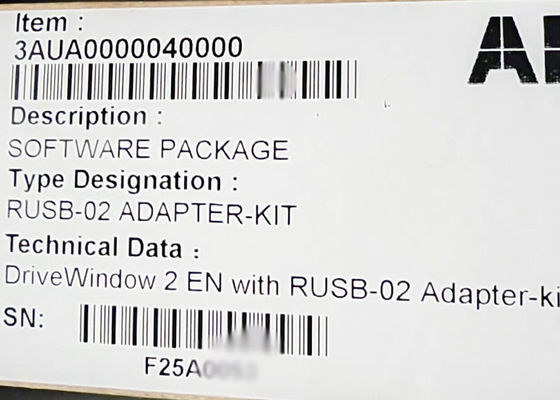 Item :
3AUA0000040000
Description :
SOFTWARE PACKAGE
Type Designation :
RUSB-02 ADAPTER-KIT
Technical Data :
DriveWindow 2 EN with RUSB-02 Adapter-ki
SN:
F25A